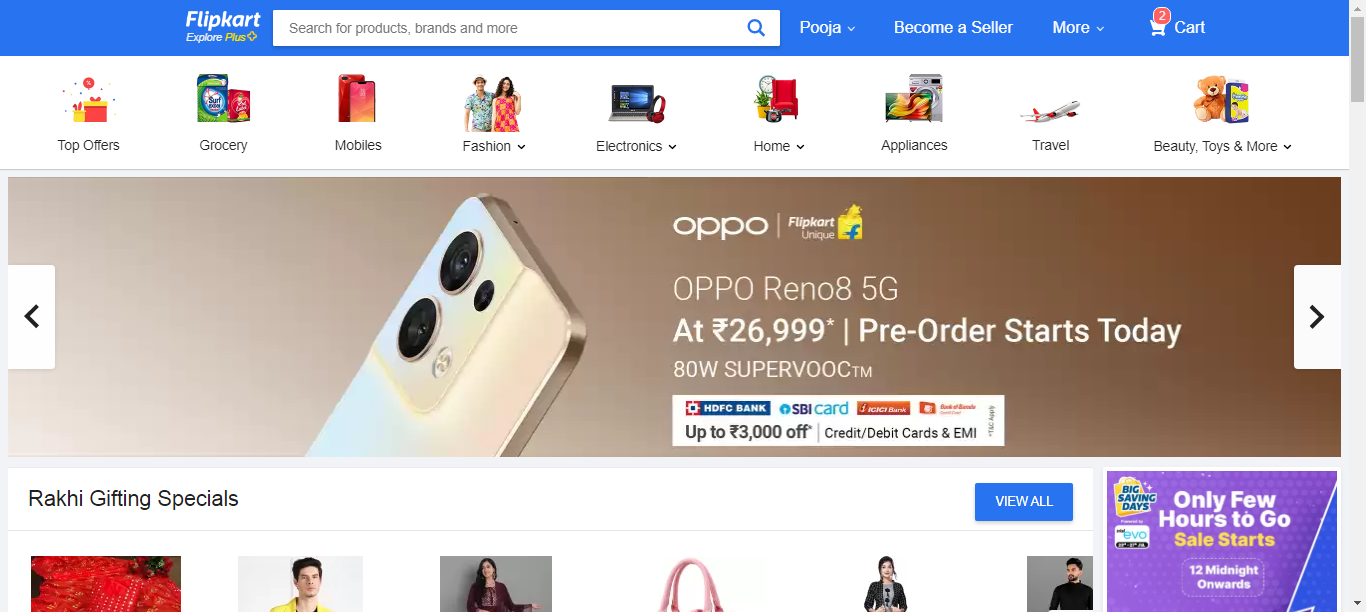 Flipkart
Explore Plus
Search for products, brands and more
Pooja
Become a Seller
More
2
Cart
Top Offers
Grocery
Mobiles
Fashion
Electronics
Home
Appliances
Travel
Beauty, Toys & More
oppo
Flipkart
Unique
OPPO Reno8 5G
At ₹26,999* | Pre-Order Starts Today
80W SUPERVOOC™
HDFC BANK SBI card ICICI Bank Bank of Baroda
Up to ₹3,000 off* | Credit/Debit Cards & EMI
*T&C Apply
Rakhi Gifting Specials
VIEW ALL
BIG
SAVING
DAYS
Powered by
evo
Only Few
Hours to Go
Sale Starts
12 Midnight
Onwards